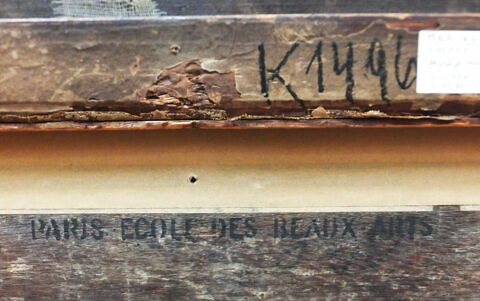 K1496
PARIS ECOLE DES BEAUX ARTS